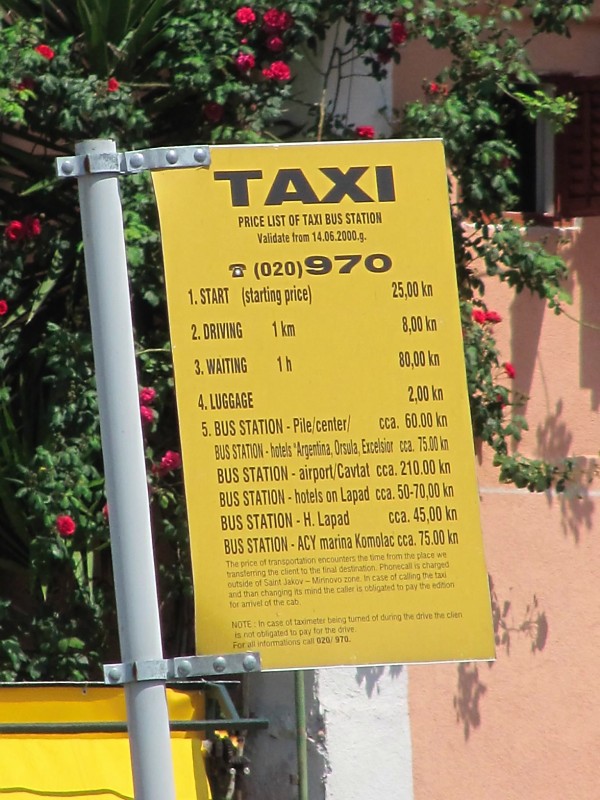 TAXI
PRICE LIST OF TAXI BUS STATION
Validate from 14.06.2000.g.
☎ (020)970
1. START (starting price) 25,00 kn
2. DRIVING 1 km 8,00 kn
3. WAITING 1 h 80,00 kn
4. LUGGAGE 2,00 kn
5. BUS STATION - Pile/center/ cca. 60.00 kn
BUS STATION - hotels "Argentina, Orsula, Excelsior cca. 75.00 kn
BUS STATION - airport/Cavtat cca. 210.00 kn
BUS STATION - hotels on Lapad cca. 50-70,00 kn
BUS STATION - H. Lapad cca. 45,00 kn
BUS STATION - ACY marina Komolac cca. 75.00 kn
The price of transportation encounters the time from the place we
transferring the client to the final destination. Phonecall is charged
outside of Saint Jakov – Mirinovo zone. In case of calling the taxi
and than changing its mind the caller is obligated to pay the edition
for arrivel of the cab.
NOTE : In case of taximeter being turned of during the drive the clien
is not obligated to pay for the drive.
For all informations call 020/ 970.